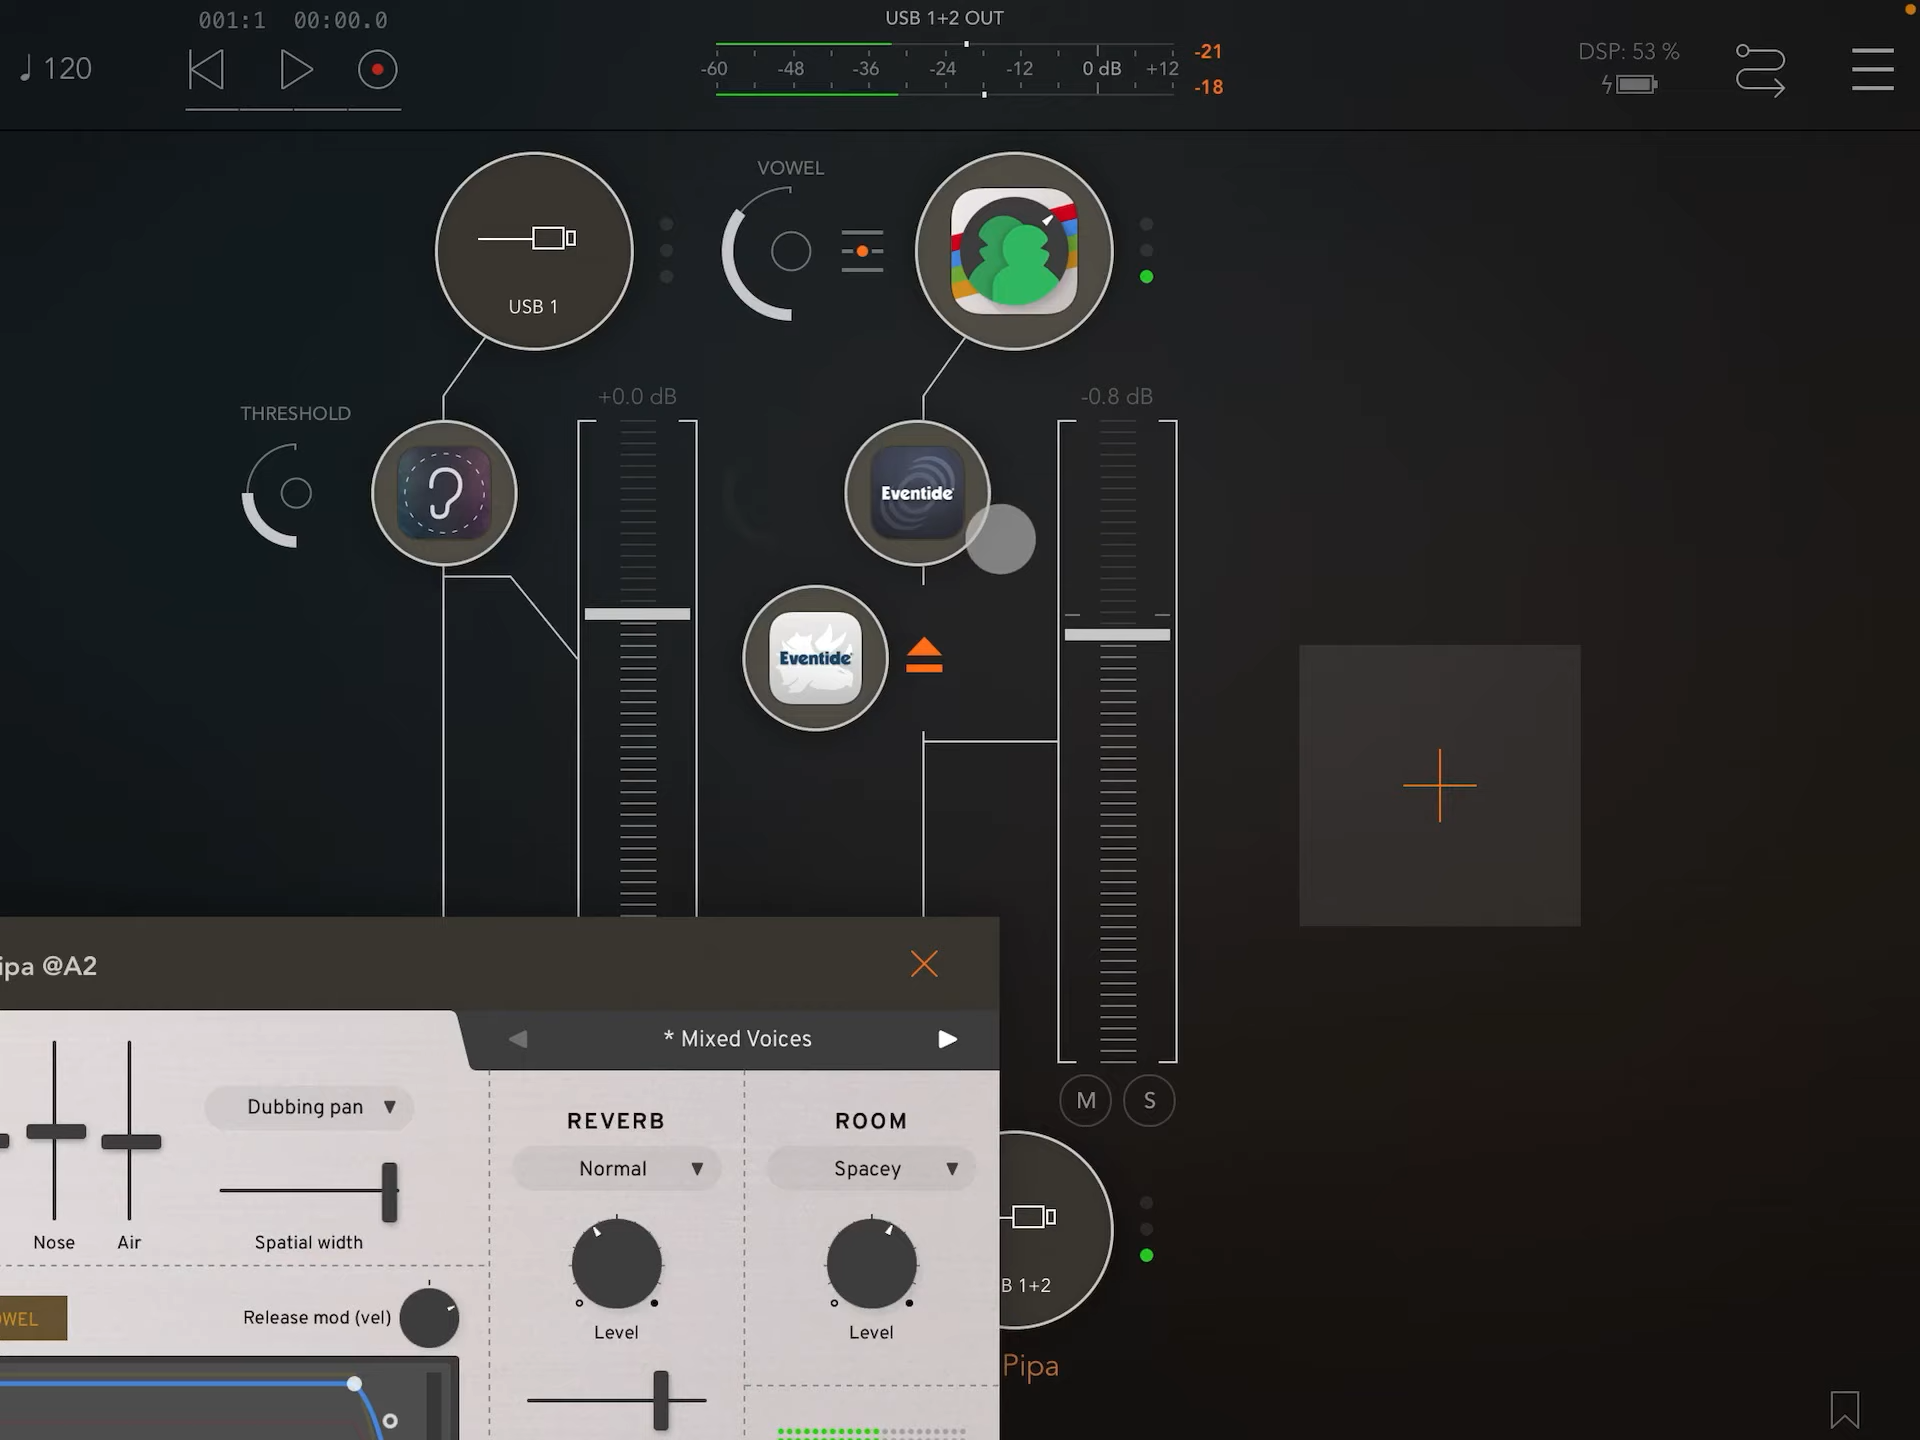 001:1 00:00.0
USB 1+2 OUT
♩ 120
-60 -48 -36 -24 -12 0 dB +12
-21
-18
DSP: 53 %
VOWEL
USB 1
THRESHOLD
+0.0 dB
-0.8 dB
Eventide
Eventide
ipa @A2
* Mixed Voices
Dubbing pan
REVERB
ROOM
Normal
Spacey
M S
Nose Air
Spatial width
B 1+2
OWEL
Release mod (vel)
Level
Level
Pipa